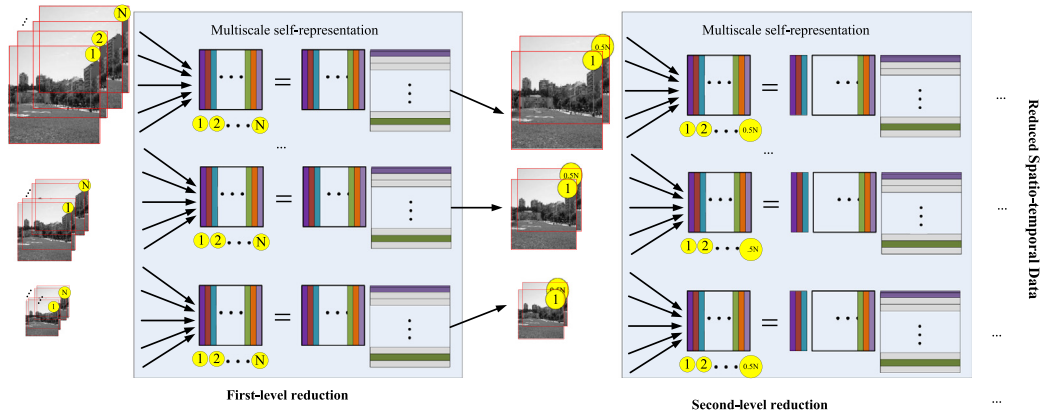 Multiscale self-representation
Multiscale self-representation
N
2
1
0.5N
1
...
=
...
=
...
1 2 ... N
1 2 ... 0.5N
...
...
N
1
0.5N
1
...
=
...
=
...
...
1 2 ... N
1 2 ... .5N
N
1
0.5N
1
...
=
...
=
...
...
1 2 ... N
1 2 ... 0.5N
First-level reduction
Second-level reduction
...
Reduced Spatio-temporal Data